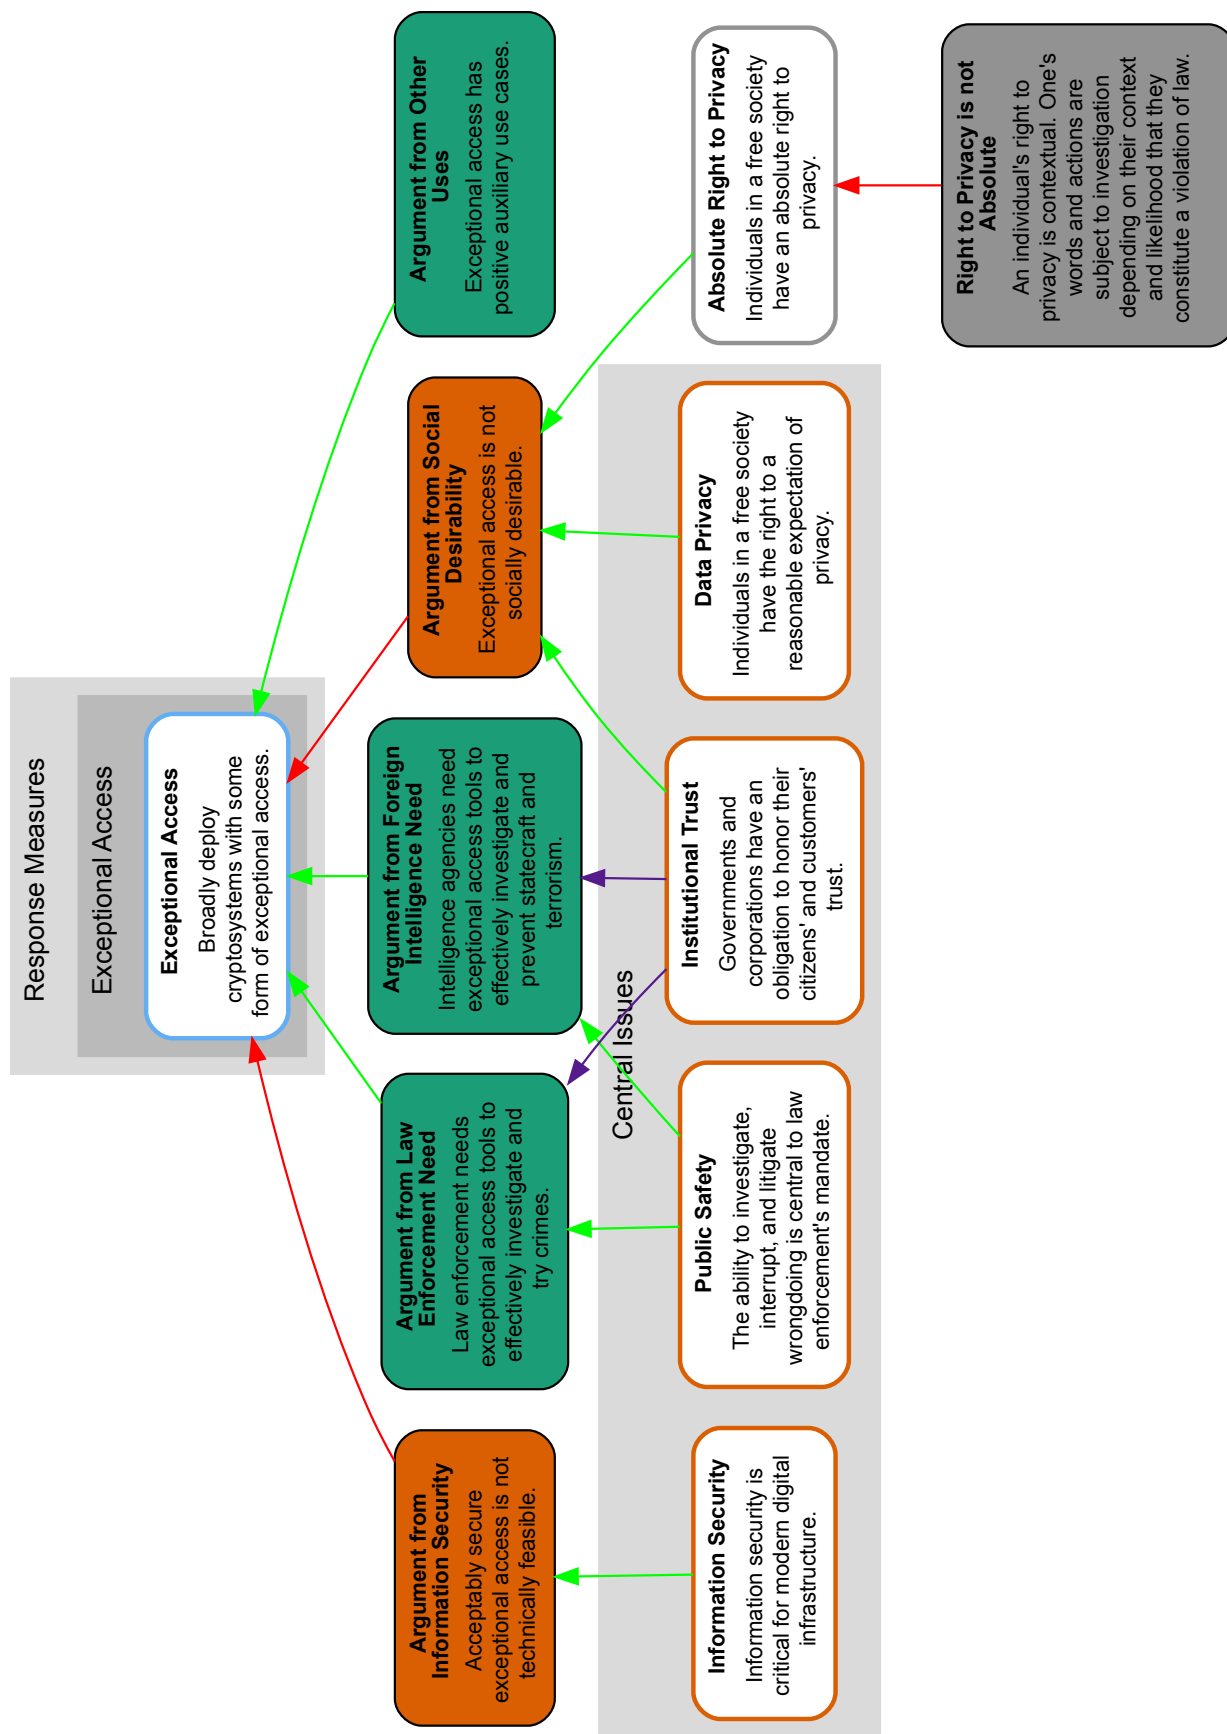 Response Measures
Exceptional Access
Exceptional Access
Broadly deploy
cryptosystems with some
form of exceptional access.
Argument from
Information Security
Acceptably secure
exceptional access is not
technically feasible.
Argument from Law
Enforcement Need
Law enforcement needs
exceptional access tools to
effectively investigate and
try crimes.
Argument from Foreign
Intelligence Need
Intelligence agencies need
exceptional access tools to
effectively investigate and
prevent statecraft and
terrorism.
Argument from Social
Desirability
Exceptional access is not
socially desirable.
Argument from Other
Uses
Exceptional access has
positive auxiliary use cases.
Central Issues
Information Security
Information security is
critical for modern digital
infrastructure.
Public Safety
The ability to investigate,
interrupt, and litigate
wrongdoing is central to law
enforcement's mandate.
Institutional Trust
Governments and
corporations have an
obligation to honor their
citizens' and customers'
trust.
Data Privacy
Individuals in a free society
have the right to a
reasonable expectation of
privacy.
Absolute Right to Privacy
Individuals in a free society
have an absolute right to
privacy.
Right to Privacy is not
Absolute
An individual's right to
privacy is contextual. One's
words and actions are
subject to investigation
depending on their context
and likelihood that they
constitute a violation of law.